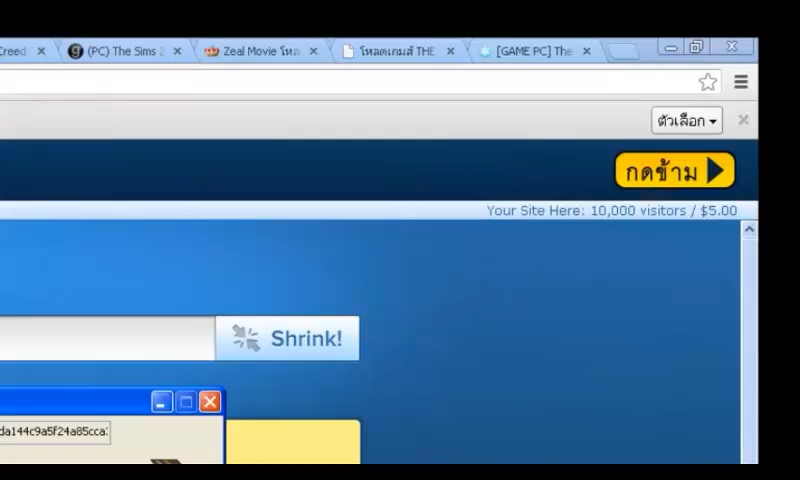 Creed
(PC) The Sims 2
Zeal Movie โหล
โหลดเกมส์ THE
[GAME PC] The
ตัวเลือก
กดข้าม
Your Site Here: 10,000 visitors / $5.00
Shrink!
da144c9a5f24a85cca